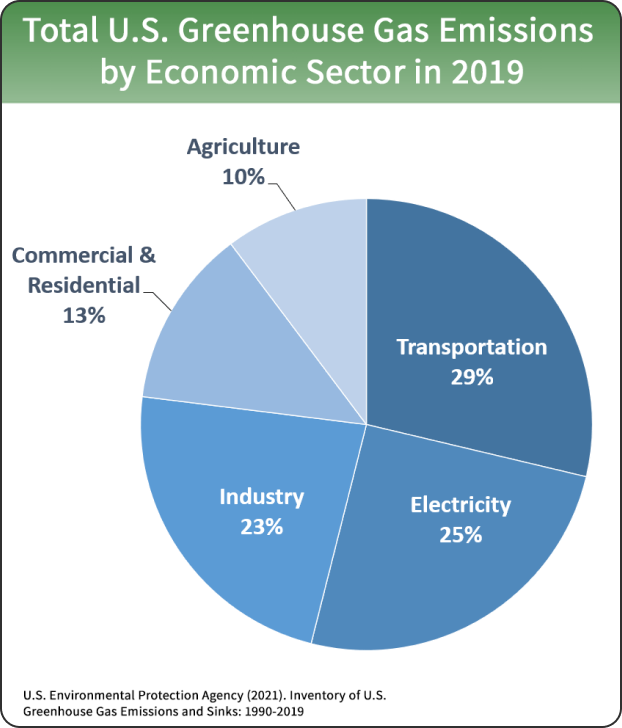 Total U.S. Greenhouse Gas Emissions
by Economic Sector in 2019
Agriculture
10%
Commercial &
Residential
13%
Transportation
29%
Industry
23%
Electricity
25%
U.S. Environmental Protection Agency (2021). Inventory of U.S.
Greenhouse Gas Emissions and Sinks: 1990-2019